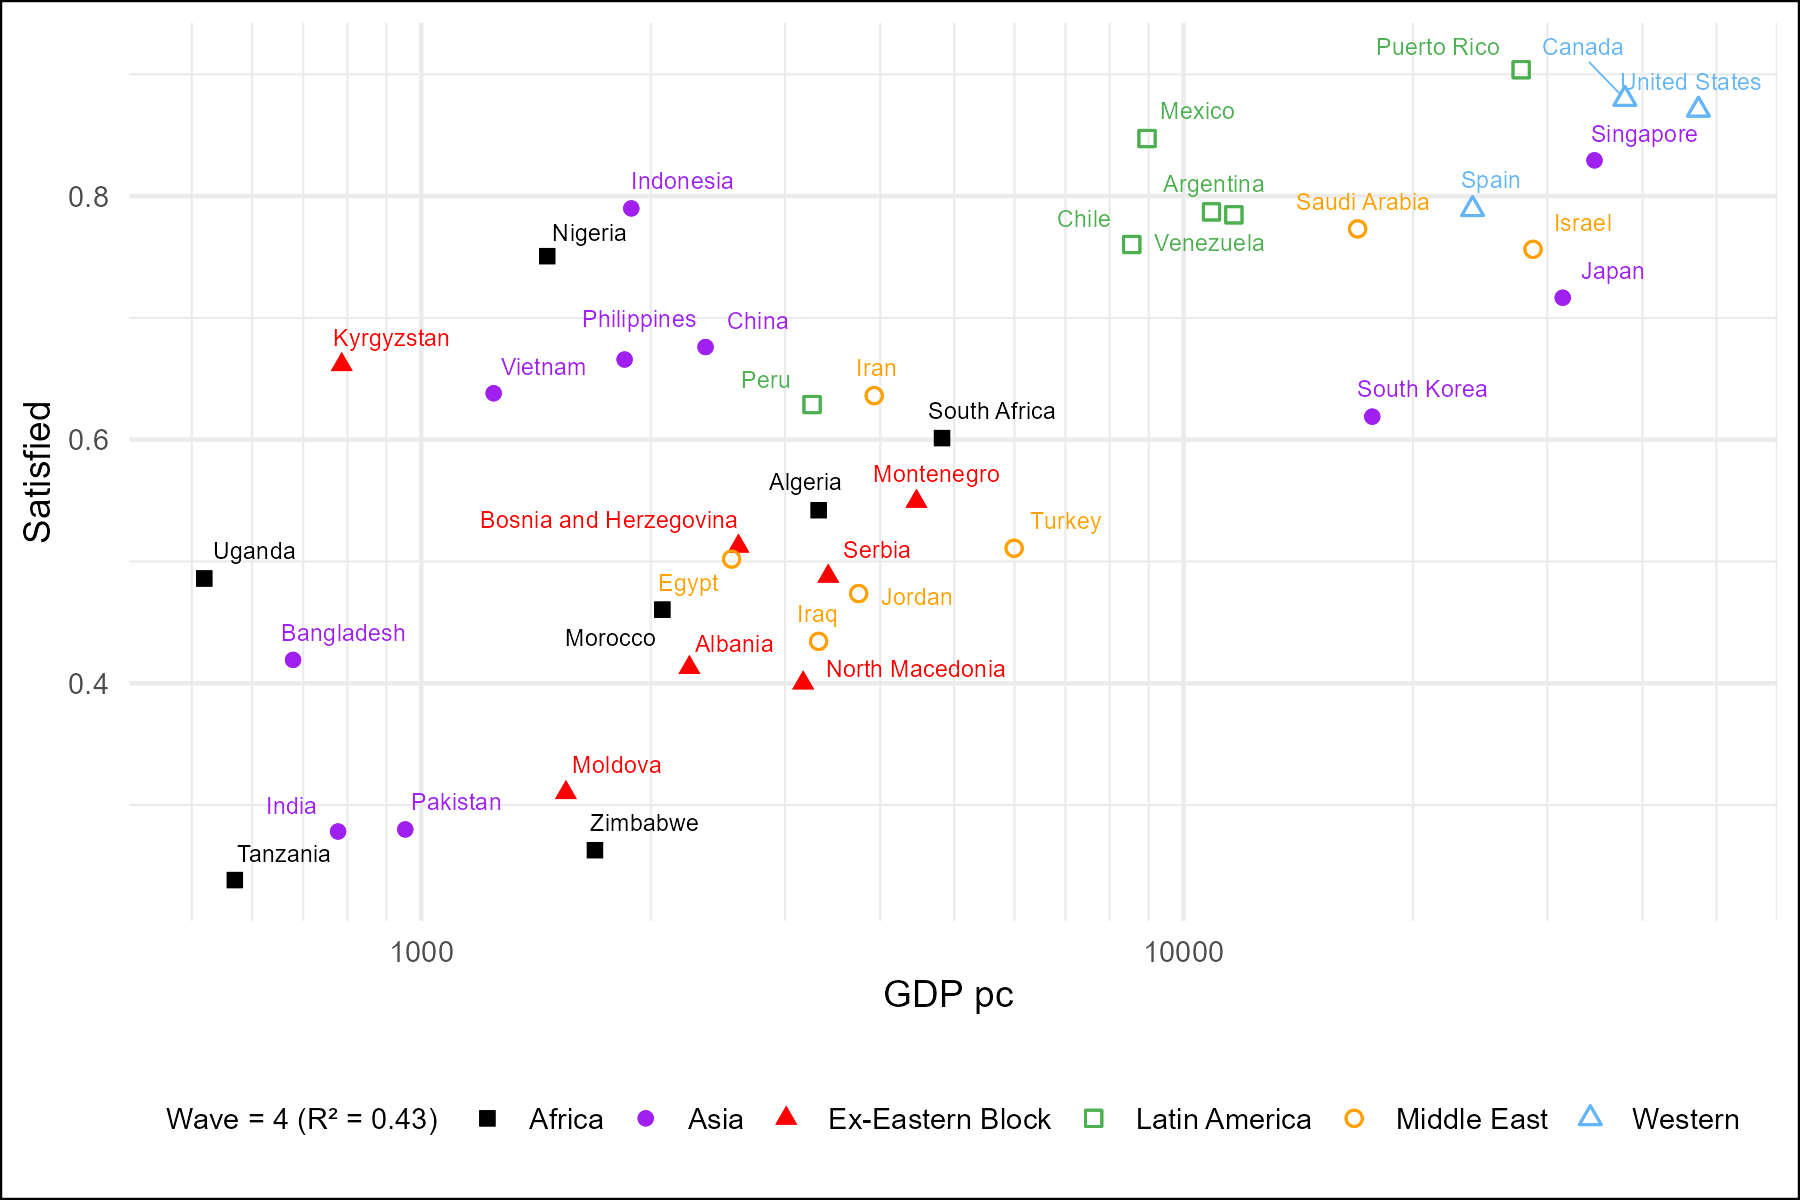 Puerto Rico
Canada
United States
Mexico
Singapore
Indonesia
Argentina
Spain
0.8
Saudi Arabia
Chile
Israel
Nigeria
Venezuela
Japan
Philippines
China
Kyrgyzstan
Vietnam
Iran
Peru
South Korea
South Africa
0.6
Satisfied
Montenegro
Algeria
Bosnia and Herzegovina
Turkey
Uganda
Serbia
Egypt
Jordan
Iraq
Bangladesh
Morocco
Albania
North Macedonia
0.4
Moldova
India
Pakistan
Zimbabwe
Tanzania
1000
10000
GDP pc
Wave = 4 (R² = 0.43) Africa Asia Ex-Eastern Block Latin America Middle East Western